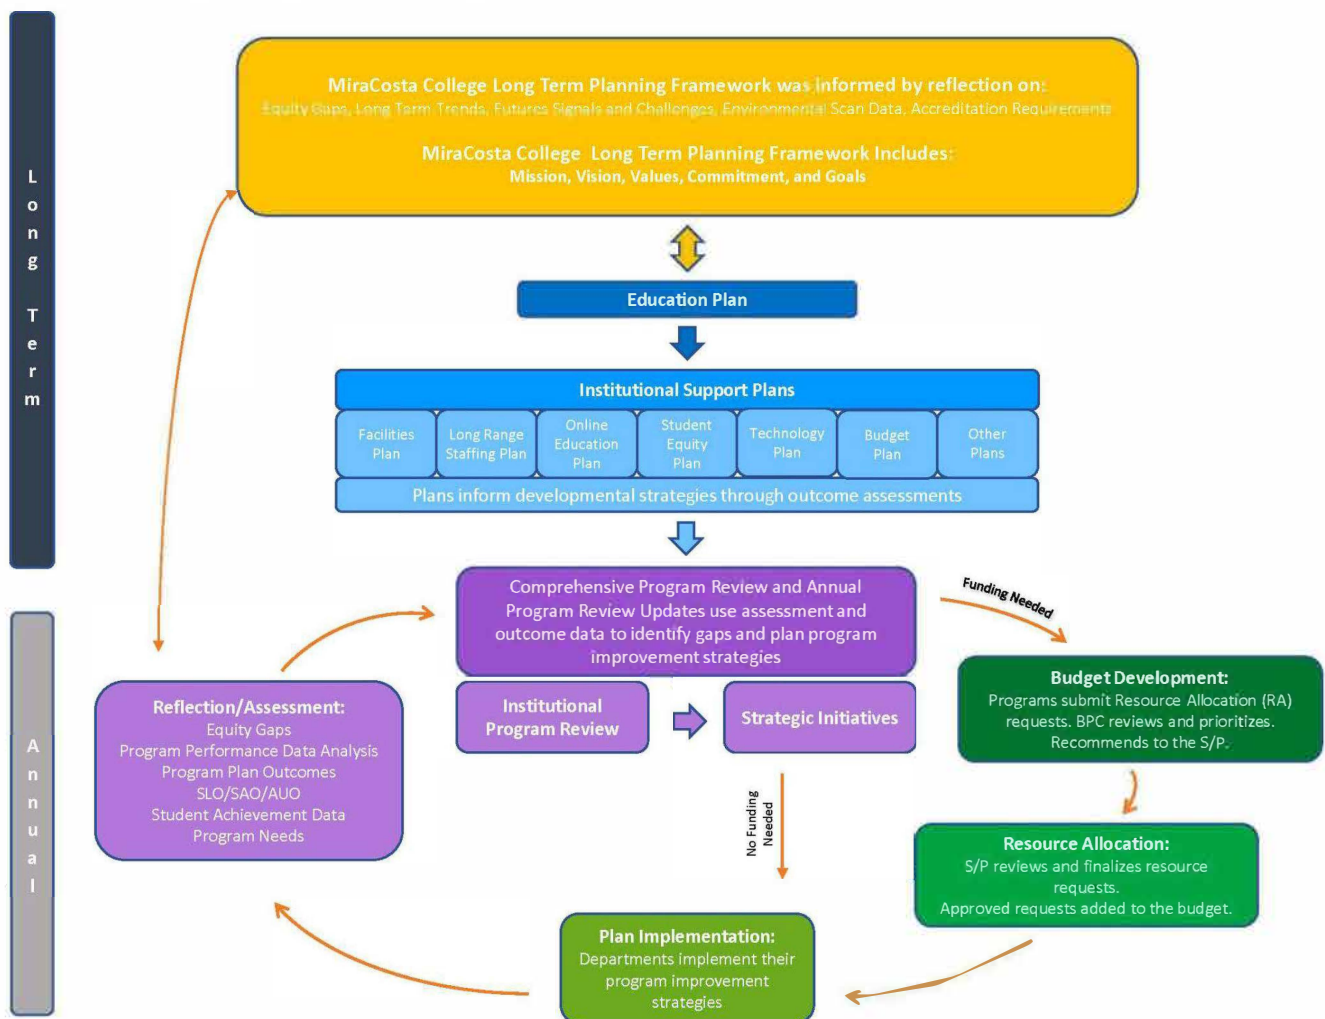 Long Term
MiraCosta College Long Term Planning Framework was informed by reflection on:
Equity Gaps, Long Term Trends, Futures Signals and Challenges, Environmental Scan Data, Accreditation Requirements
MiraCosta College Long Term Planning Framework Includes:
Mission, Vision, Values, Commitment, and Goals
Education Plan
Institutional Support Plans
Facilities
Plan
Long Range
Staffing Plan
Online
Education
Plan
Student
Equity
Plan
Technology
Plan
Budget
Plan
Other
Plans
Plans inform developmental strategies through outcome assessments
Annual
Comprehensive Program Review and Annual
Program Review Updates use assessment and
outcome data to identify gaps and plan program
improvement strategies
Institutional
Program Review
Strategic Initiatives
Funding Needed
Budget Development:
Programs submit Resource Allocation (RA)
requests. BPC reviews and prioritizes.
Recommends to the S/P.
Reflection/Assessment:
Equity Gaps
Program Performance Data Analysis
Program Plan Outcomes
SLO/SAO/AUO
Student Achievement Data
Program Needs
No Funding
Needed
Resource Allocation:
S/P reviews and finalizes resource
requests.
Approved requests added to the budget.
Plan Implementation:
Departments implement their
program improvement
strategies